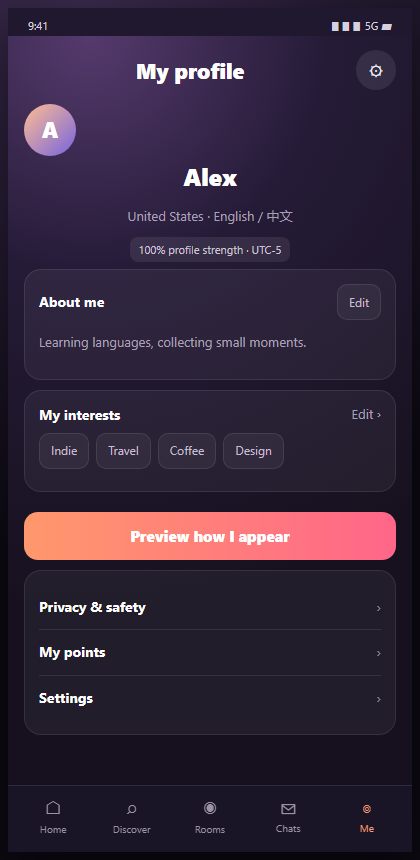 9:41
5G
My profile
A
Alex
United States · English / 中文
100% profile strength · UTC-5
About me
Edit
Learning languages, collecting small moments.
My interests
Edit ›
Indie
Travel
Coffee
Design
Preview how I appear
Privacy & safety ›
My points ›
Settings ›
Home
Discover
Rooms
Chats
Me